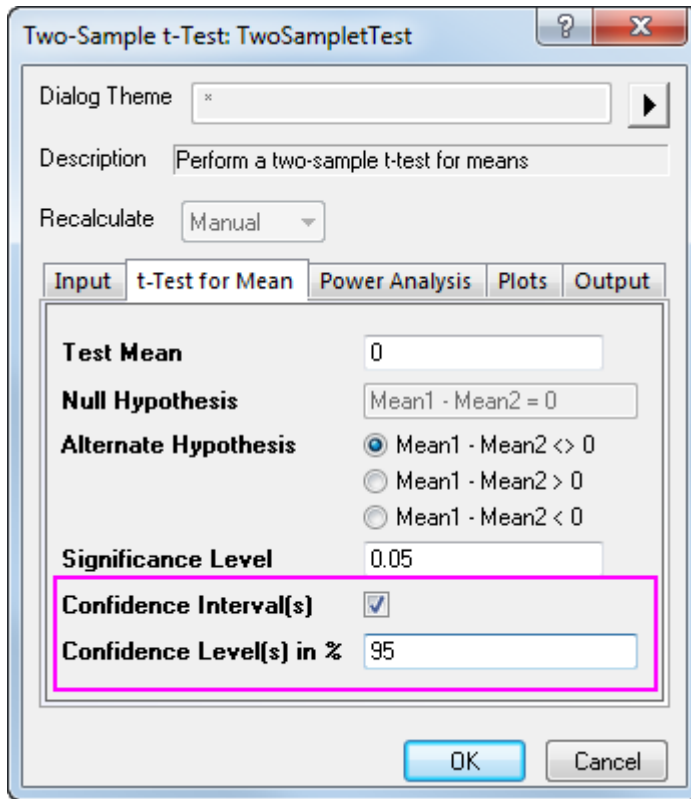 Two-Sample t-Test: TwoSampletTest
?
X
Dialog Theme *
Description Perform a two-sample t-test for means
Recalculate Manual
Input t-Test for Mean Power Analysis Plots Output
Test Mean 0
Null Hypothesis Mean1 - Mean2 = 0
Alternate Hypothesis Mean1 - Mean2 <> 0
Mean1 - Mean2 > 0
Mean1 - Mean2 < 0
Significance Level 0.05
Confidence Interval(s)
Confidence Level(s) in % 95
OK Cancel